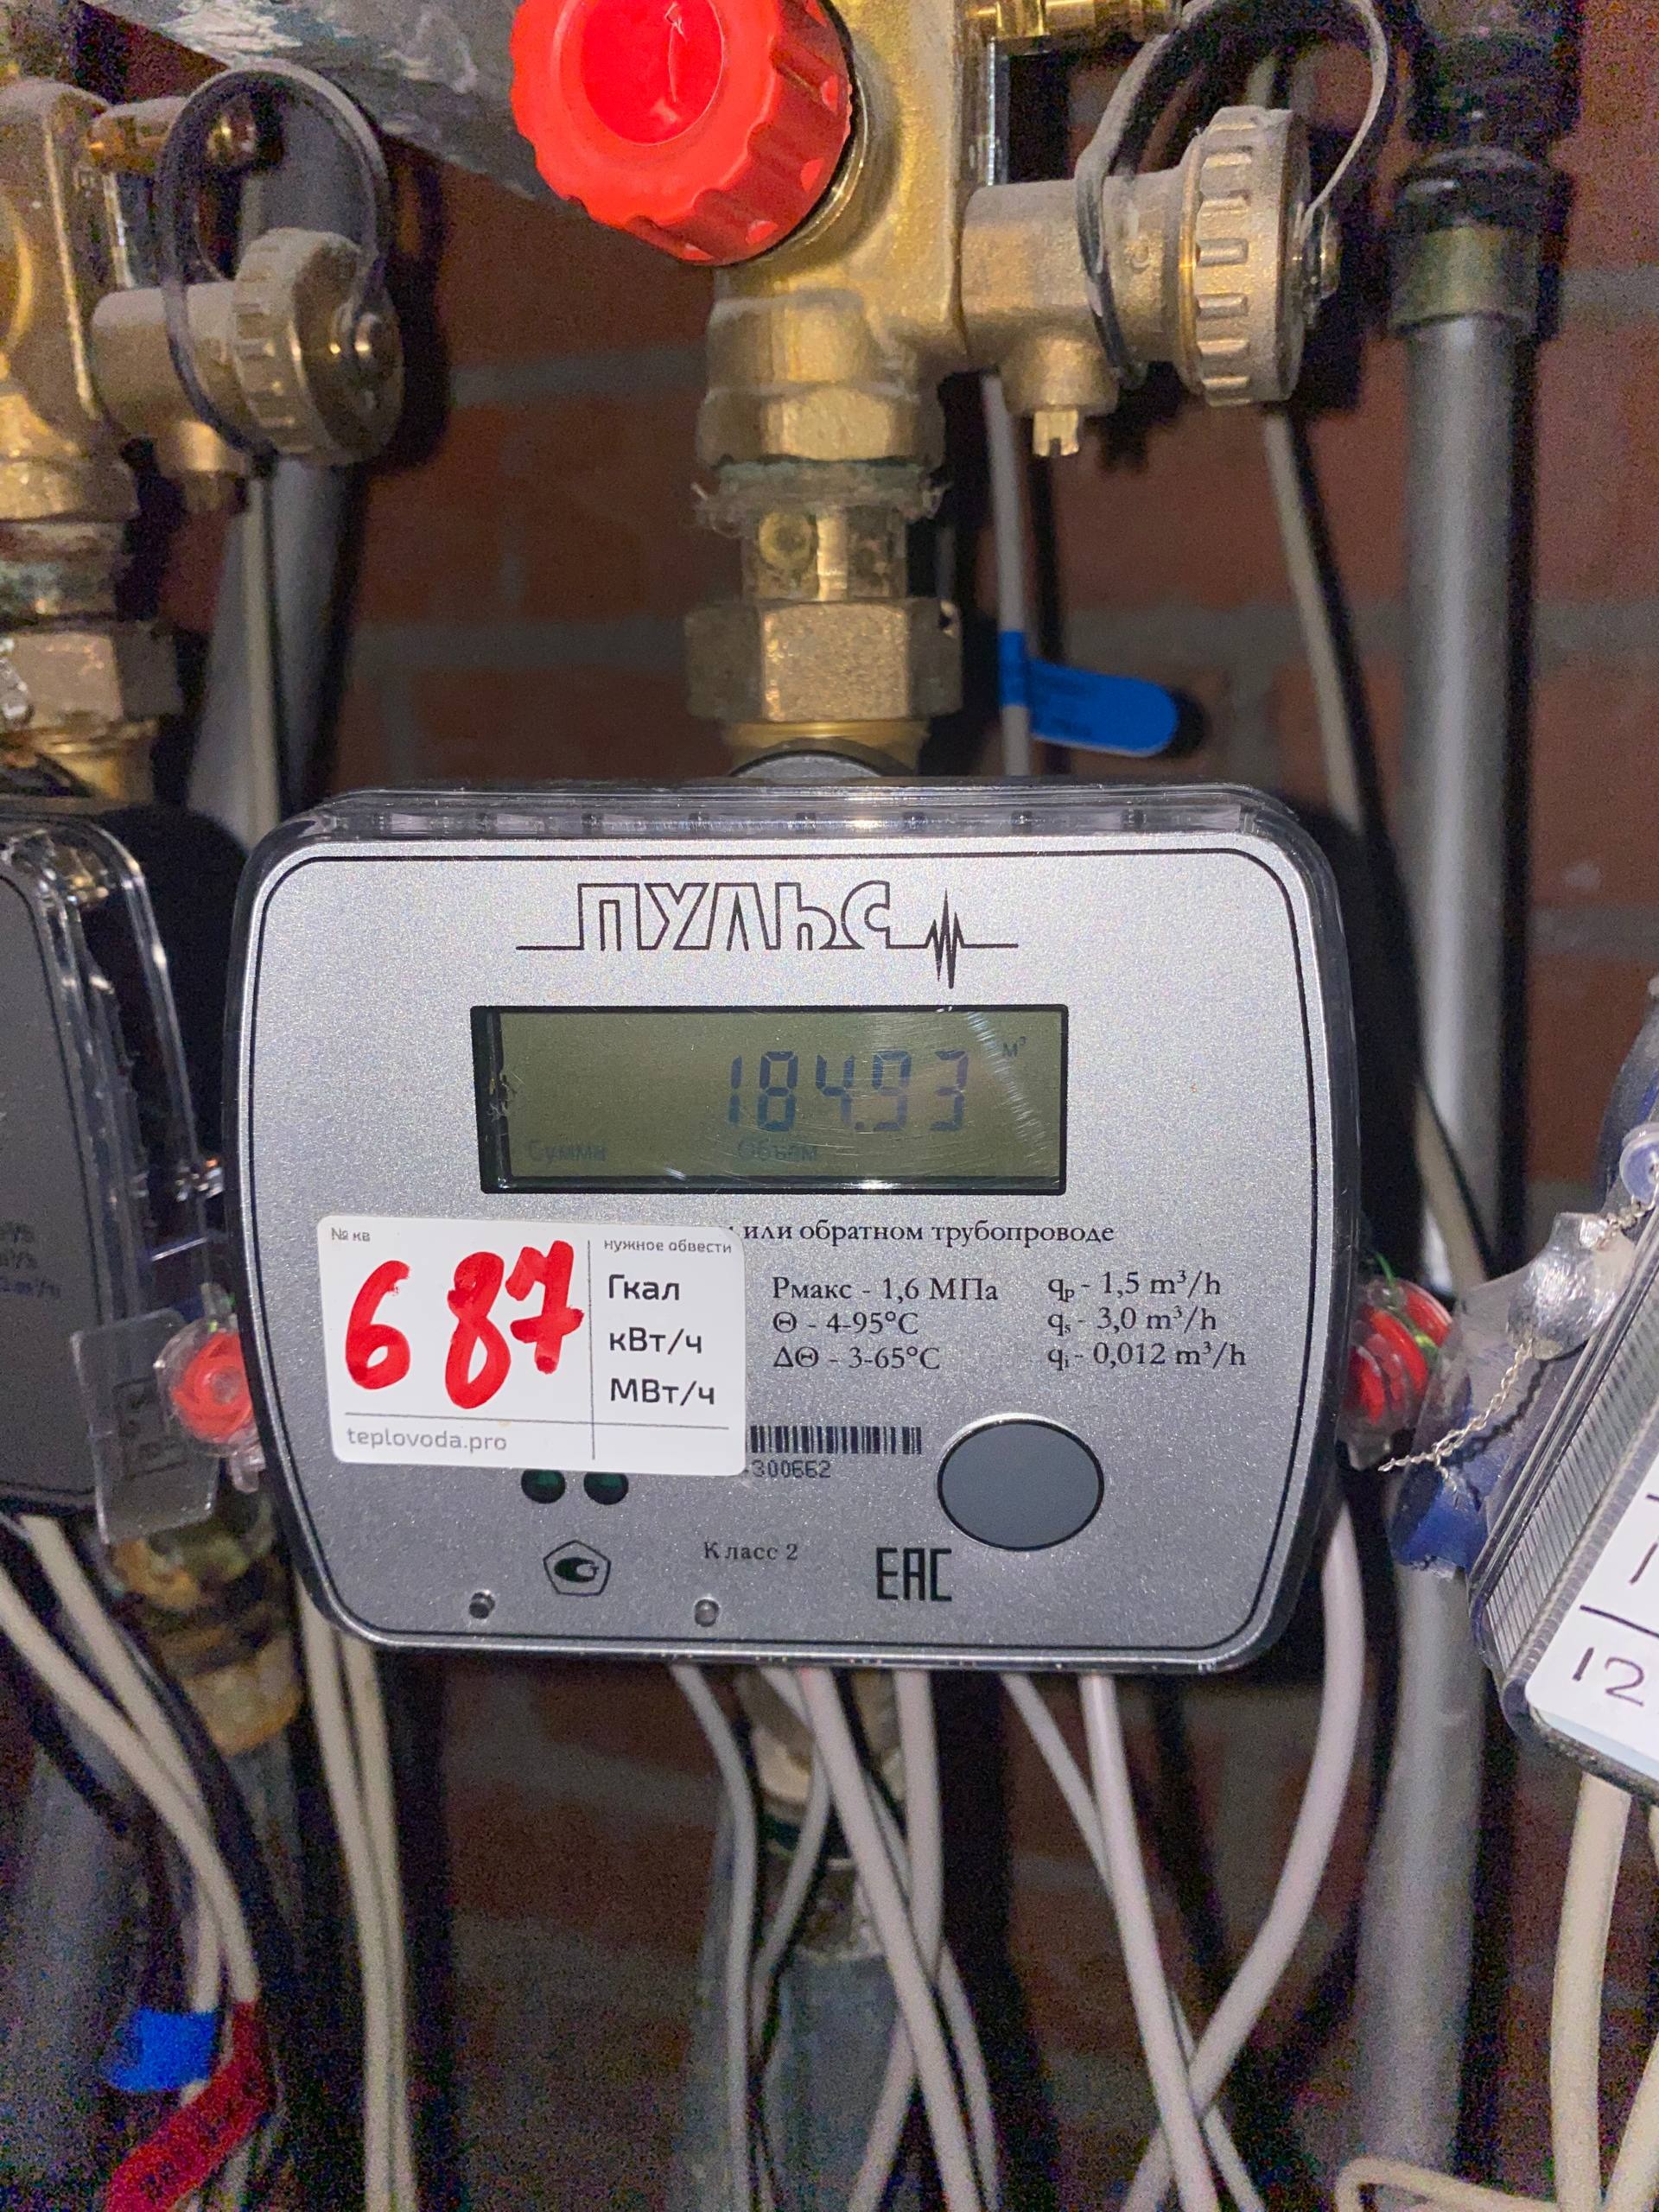 ПУЛЬС
184.93 м³
Сумма Объем
или обратном трубопроводе
№ кв
687
нужное обвести
Гкал
кВт/ч
МВт/ч
teplovoda.pro
Рмакс - 1,6 МПа
Θ - 4-95°C
ΔΘ - 3-65°C
qp - 1,5 m³/h
qs - 3,0 m³/h
qi - 0,012 m³/h
300662
Класс 2
ЕАС
12